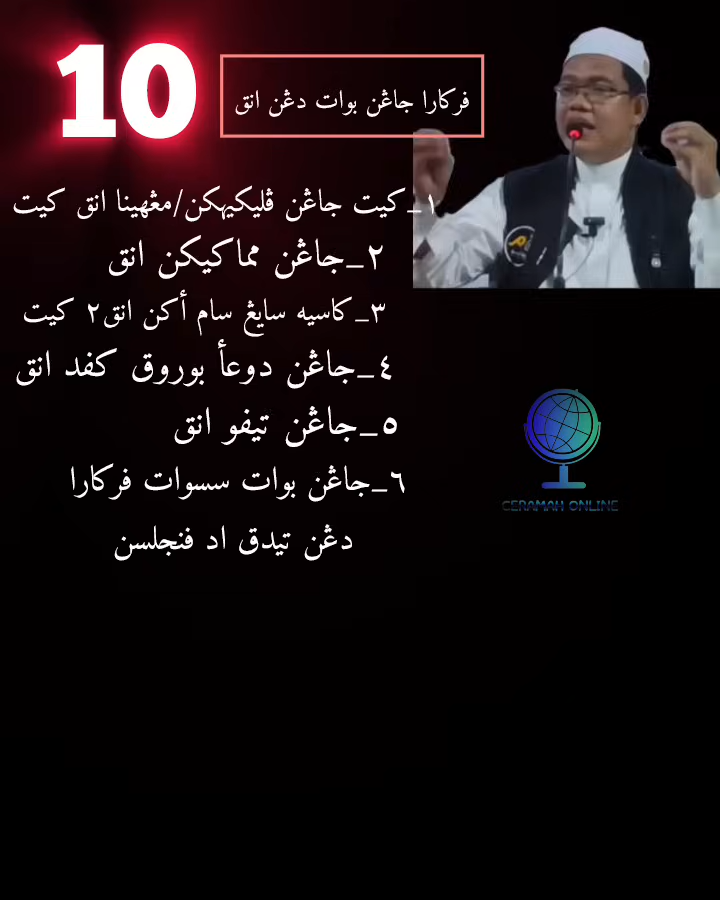 10
فركارا جاڠن بوات دڠن انق
١_كيت جاڠن ڤليكيهكن/مڠهينا انق كيت
٢_جاڠن مماكيكن انق
٣_كاسيه سايڠ سام أكن انق٢ كيت
٤_جاڠن دوعأ بوروق كفد انق
٥_جاڠن تيفو انق
٦_جاڠن بوات سسوات فركارا
دڠن تيدق اد فنجلسن
CERAMAH ONLINE